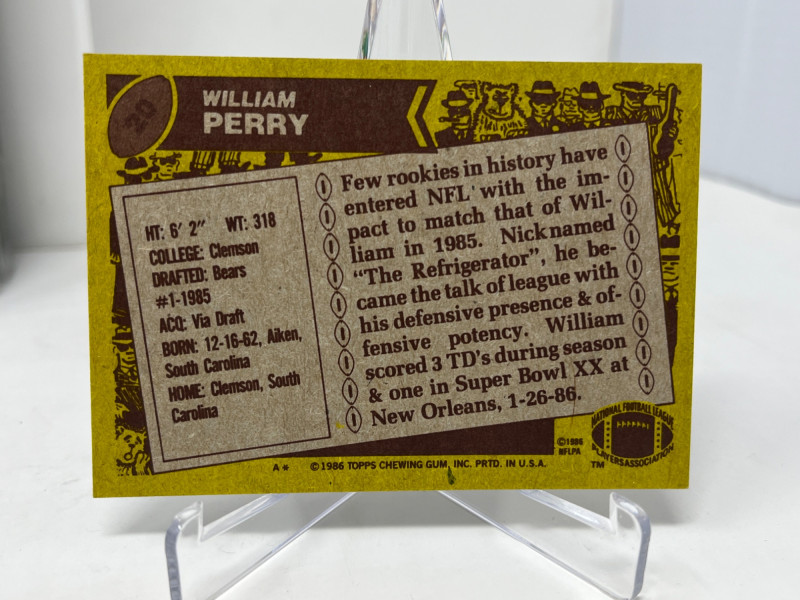 20
WILLIAM
PERRY
HT: 6' 2" WT: 318
COLLEGE: Clemson
DRAFTED: Bears
#1-1985
ACQ: Via Draft
BORN: 12-16-62, Aiken,
South Carolina
HOME: Clemson, South
Carolina
Few rookies in history have
entered NFL with the im-
pact to match that of Wil-
liam in 1985. Nicknamed
"The Refrigerator", he be-
came the talk of league with
his defensive presence & of-
fensive potency. William
scored 3 TD's during season
& one in Super Bowl XX at
New Orleans, 1-26-86.
A* ©1986 TOPPS CHEWING GUM, INC. PRTD. IN U.S.A.
©1986
NFLPA
NATIONAL FOOTBALL LEAGUE
PLAYERS ASSOCIATION
TM